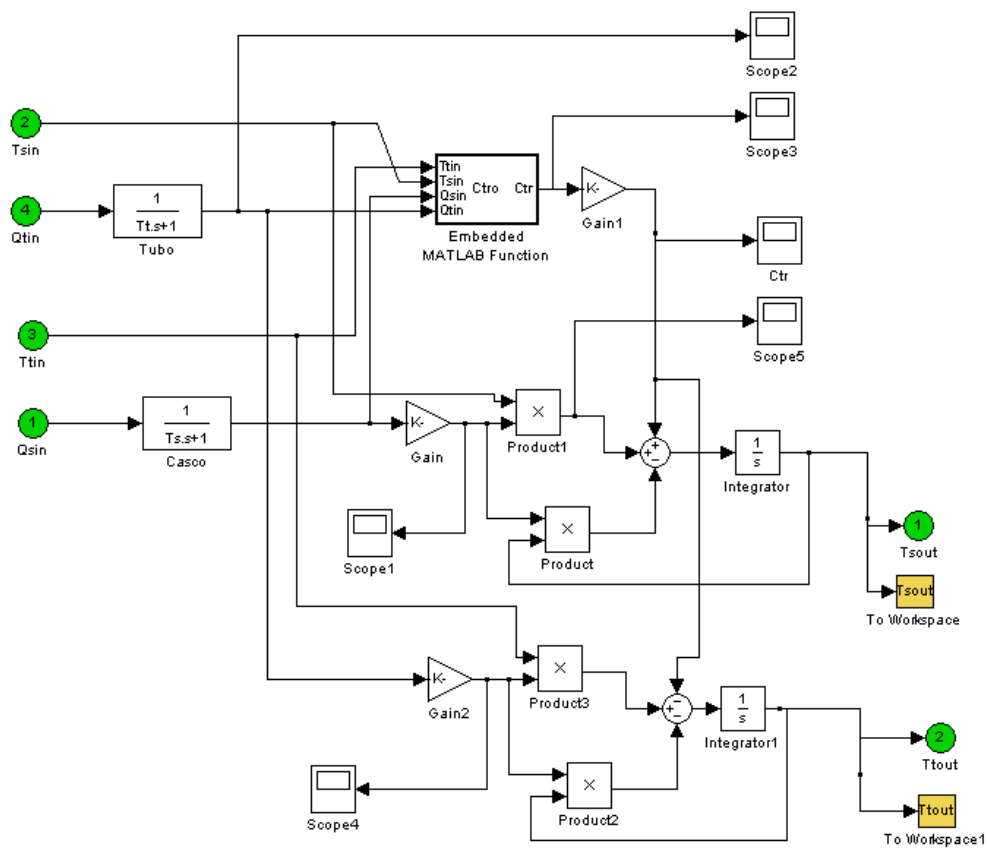 Scope2
2
Tsin
Scope3
4
Qtin
1
Tt.s+1
Tubo
Ttin
Tsin
Qsin
Qtin
Ctro
Ctr
Embedded
MATLAB Function
K-
Gain1
Ctr
3
Ttin
Scope5
1
Qsin
1
Ts.s+1
Casco
K-
Gain
×
Product1
+
+
−
1
s
Integrator
Scope1
×
Product
1
Tsout
Tsout
To Workspace
K-
Gain2
×
Product3
−
+
−
1
s
Integrator1
2
Ttout
Scope4
×
Product2
Ttout
To Workspace1